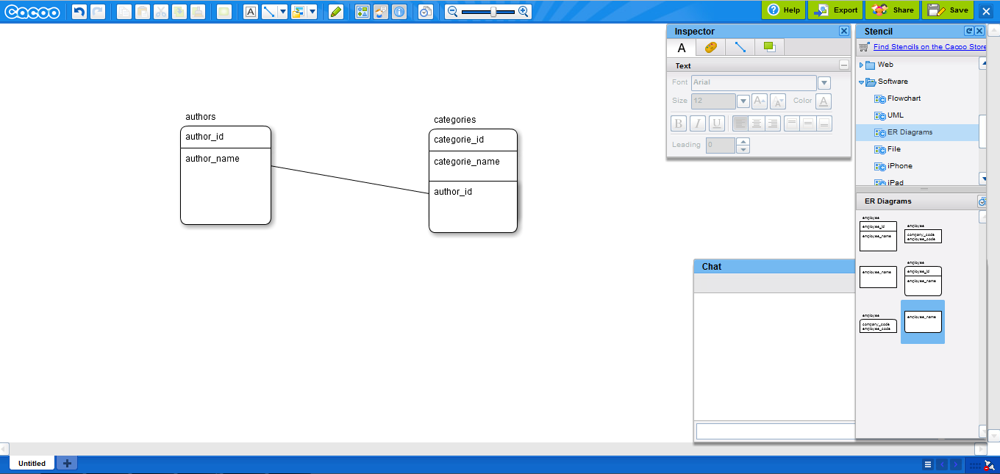 Cacoo
Help
Export
Share
Save
Inspector
Text
Font
Arial
Size
12
Color
Leading
0
Stencil
Find Stencils on the Cacoo Store
Web
Software
Flowchart
UML
ER Diagrams
File
iPhone
iPad
ER Diagrams
employee
employee_id
employee_name
employee
company_code
employee_code
employee_name
employee
employee_id
employee_name
employee
company_code
employee_code
employee_name
authors
author_id
author_name
categories
categorie_id
categorie_name
author_id
Chat
Untitled